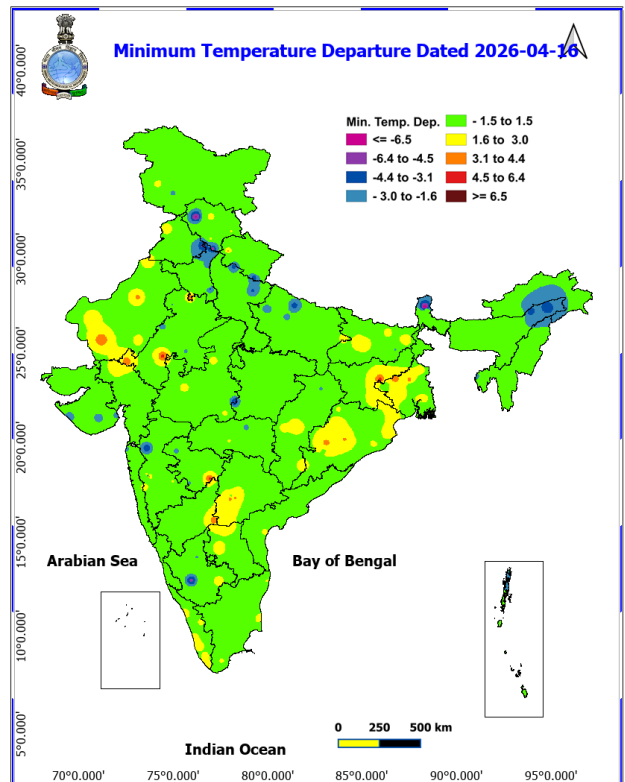 Minimum Temperature Departure Dated 2026-04-16
Min. Temp. Dep.
<= -6.5
-6.4 to -4.5
-4.4 to -3.1
- 3.0 to -1.6
- 1.5 to 1.5
1.6 to 3.0
3.1 to 4.4
4.5 to 6.4
>= 6.5
40°0.000'
35°0.000'
30°0.000'
25°0.000'
20°0.000'
15°0.000'
10°0.000'
5°0.000'
Arabian Sea
Bay of Bengal
Indian Ocean
0 250 500 km
70°0.000' 75°0.000' 80°0.000' 85°0.000' 90°0.000' 95°0.000'